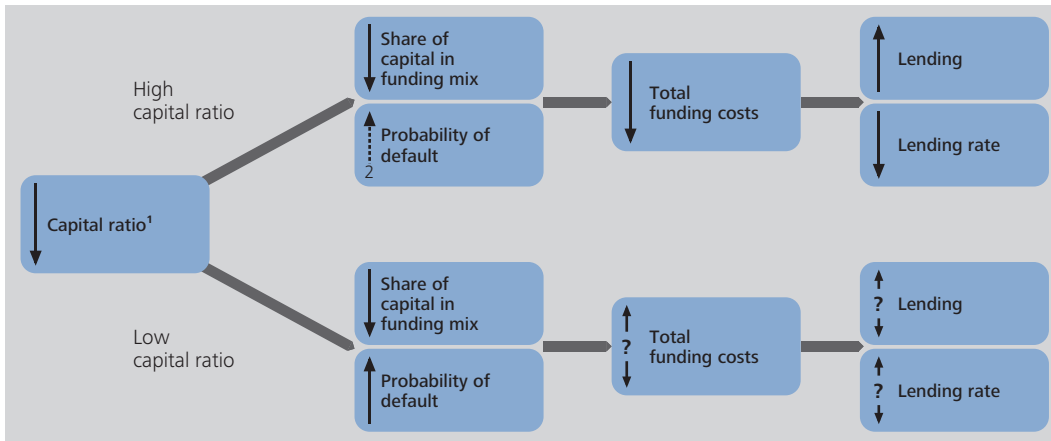 High
capital ratio
Share of
capital in
funding mix
2
Probability of
default
Total
funding costs
Lending
Lending rate
Capital ratio¹
Low
capital ratio
Share of
capital in
funding mix
Probability of
default
?
Total
funding costs
?
Lending
?
Lending rate